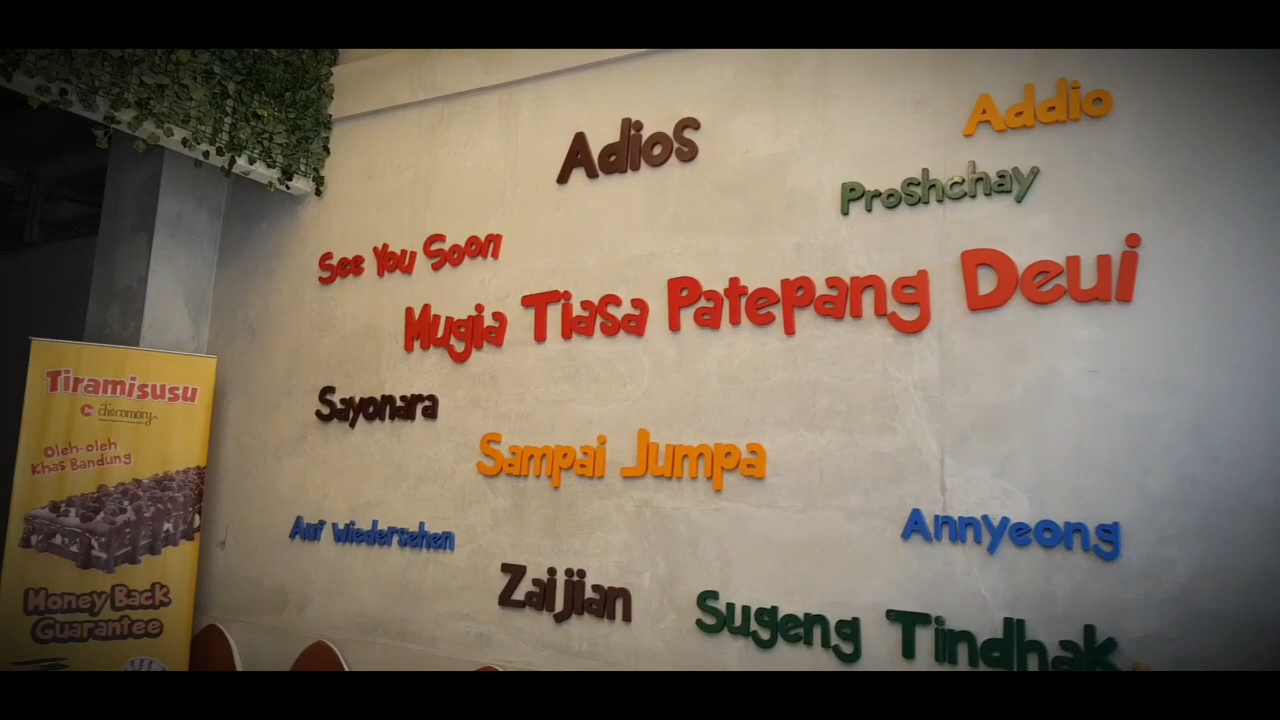 Adios
Addio
Proshchay
See You Soon
Mugia Tiasa Patepang Deui
Sayonara
Sampai Jumpa
Auf wiedersehen
Annyeong
Zaijian
Sugeng Tindhak
Tiramisusu
chocomory
Oleh-oleh
Khas Bandung
Money Back
Guarantee